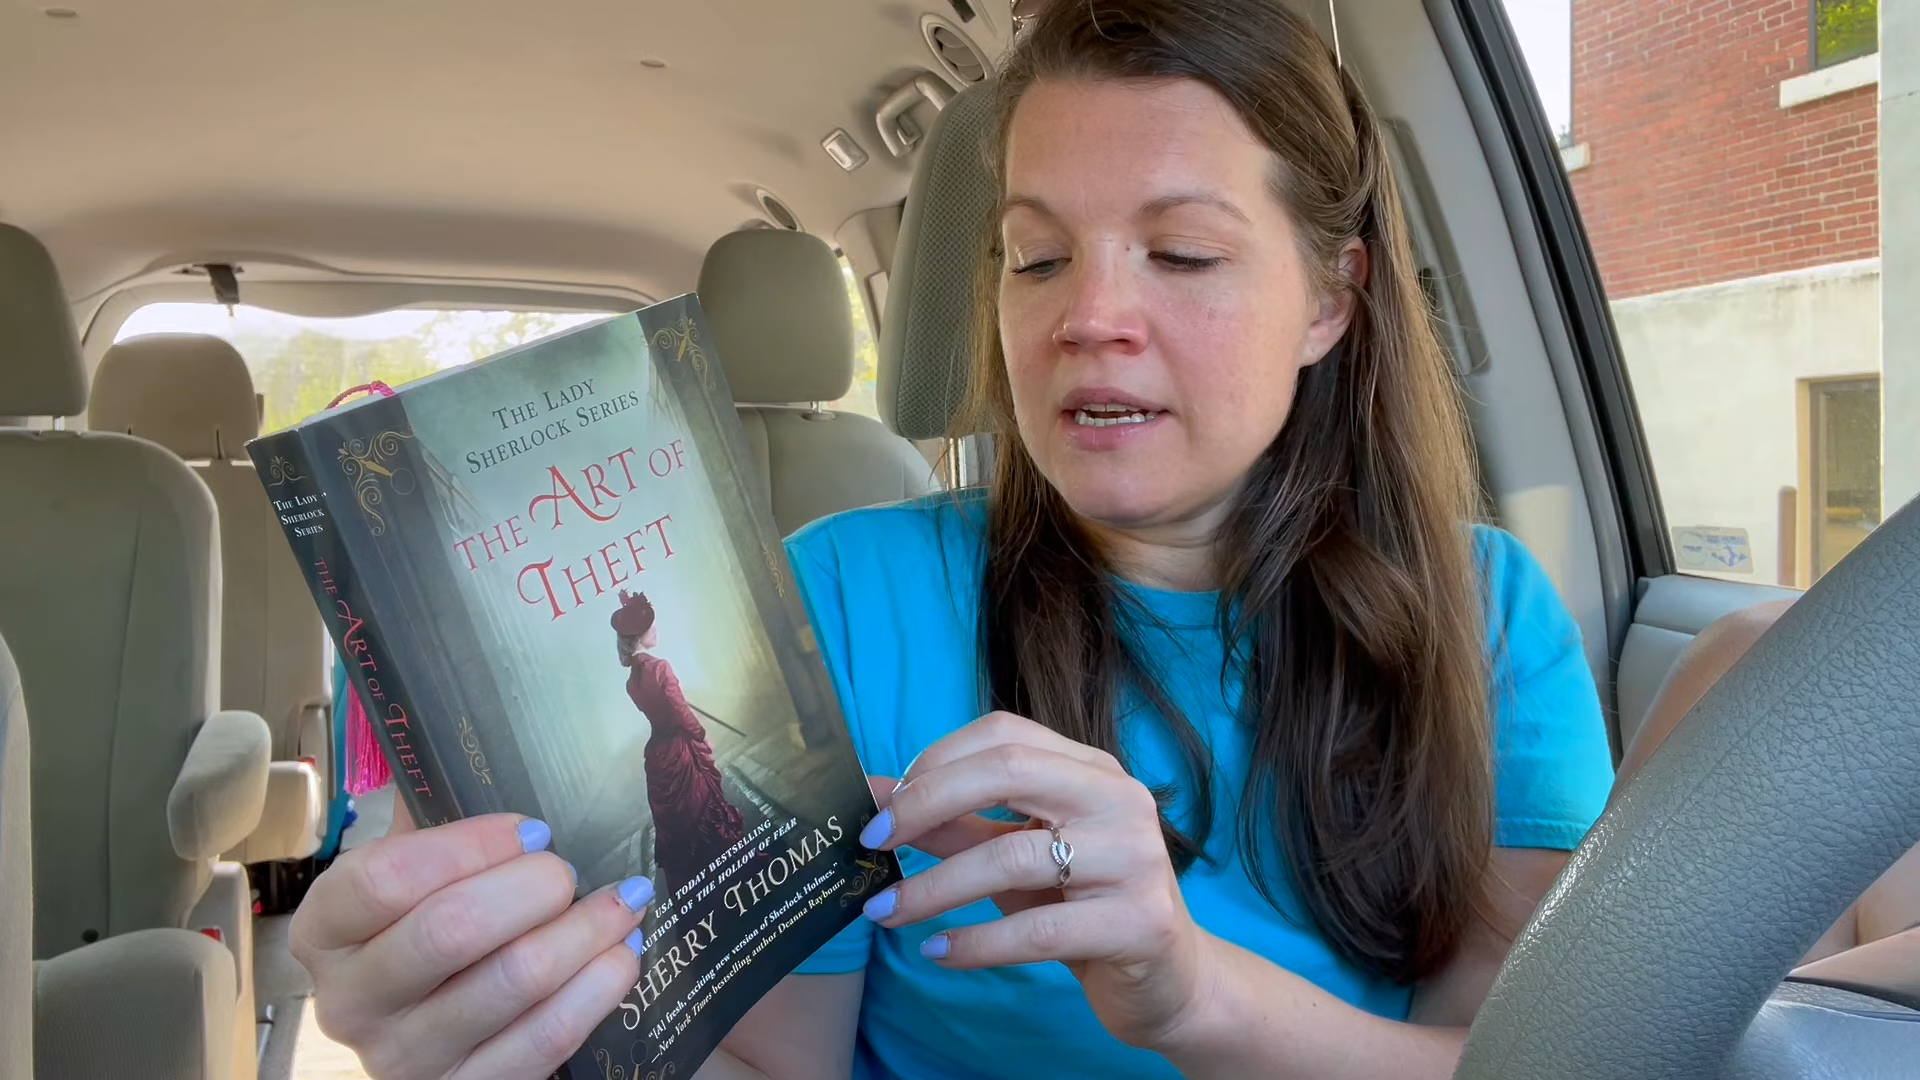 THE LADY
SHERLOCK SERIES
THE ART OF
THEFT
USA TODAY BESTSELLING
AUTHOR OF THE HOLLOW OF FEAR
SHERRY THOMAS
"[A] fresh, exciting new version of Sherlock Holmes."
—New York Times bestselling author Deanna Raybourn
THE LADY
SHERLOCK
SERIES
THE ART OF THEFT